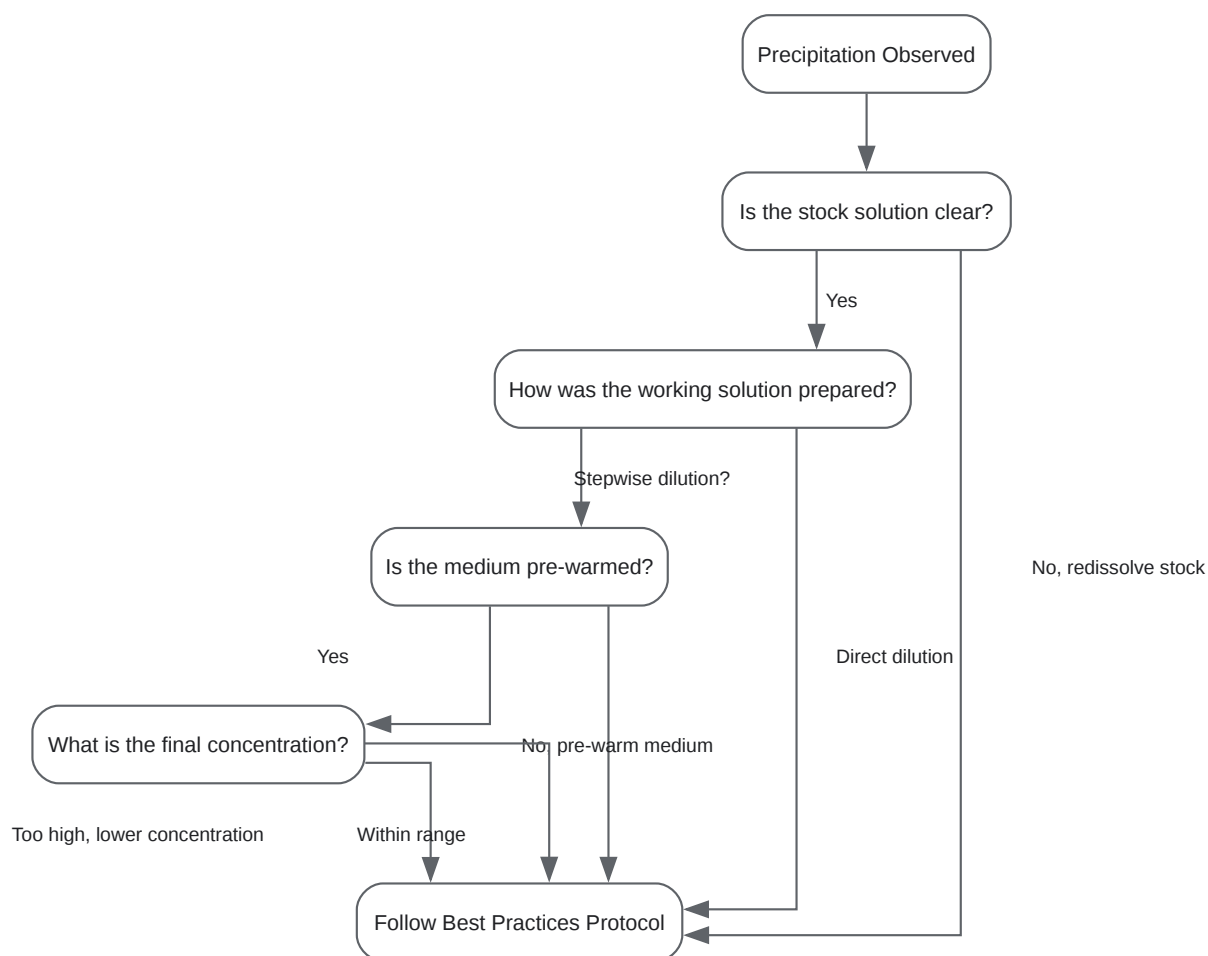 Precipitation Observed
Is the stock solution clear?
Yes
How was the working solution prepared?
Stepwise dilution?
Is the medium pre-warmed?
No, redissolve stock
Yes
Direct dilution
What is the final concentration?
No, pre-warm medium
Too high, lower concentration
Within range
Follow Best Practices Protocol